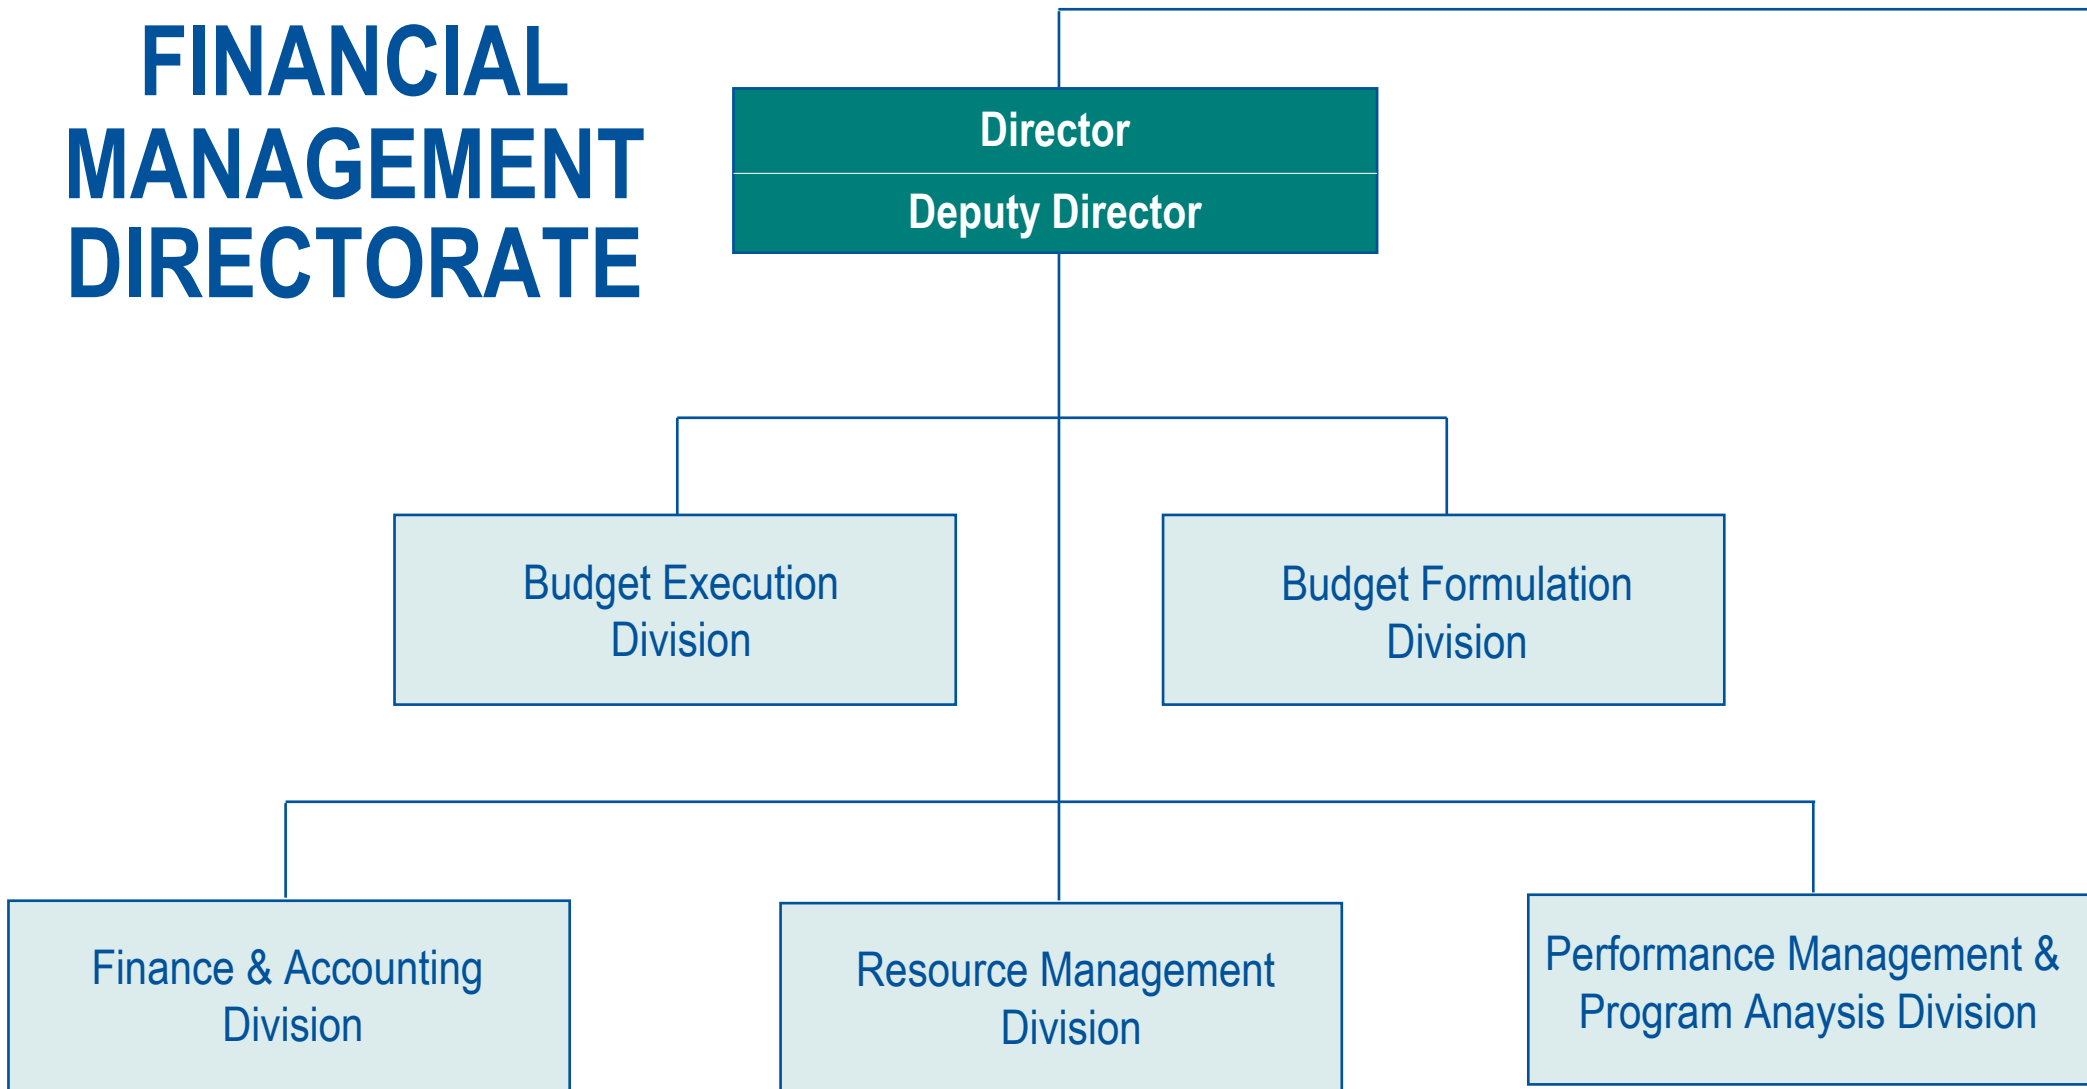 FINANCIAL
MANAGEMENT
DIRECTORATE
Director
Deputy Director
Budget Execution
Division
Budget Formulation
Division
Finance & Accounting
Division
Resource Management
Division
Performance Management &
Program Anaysis Division